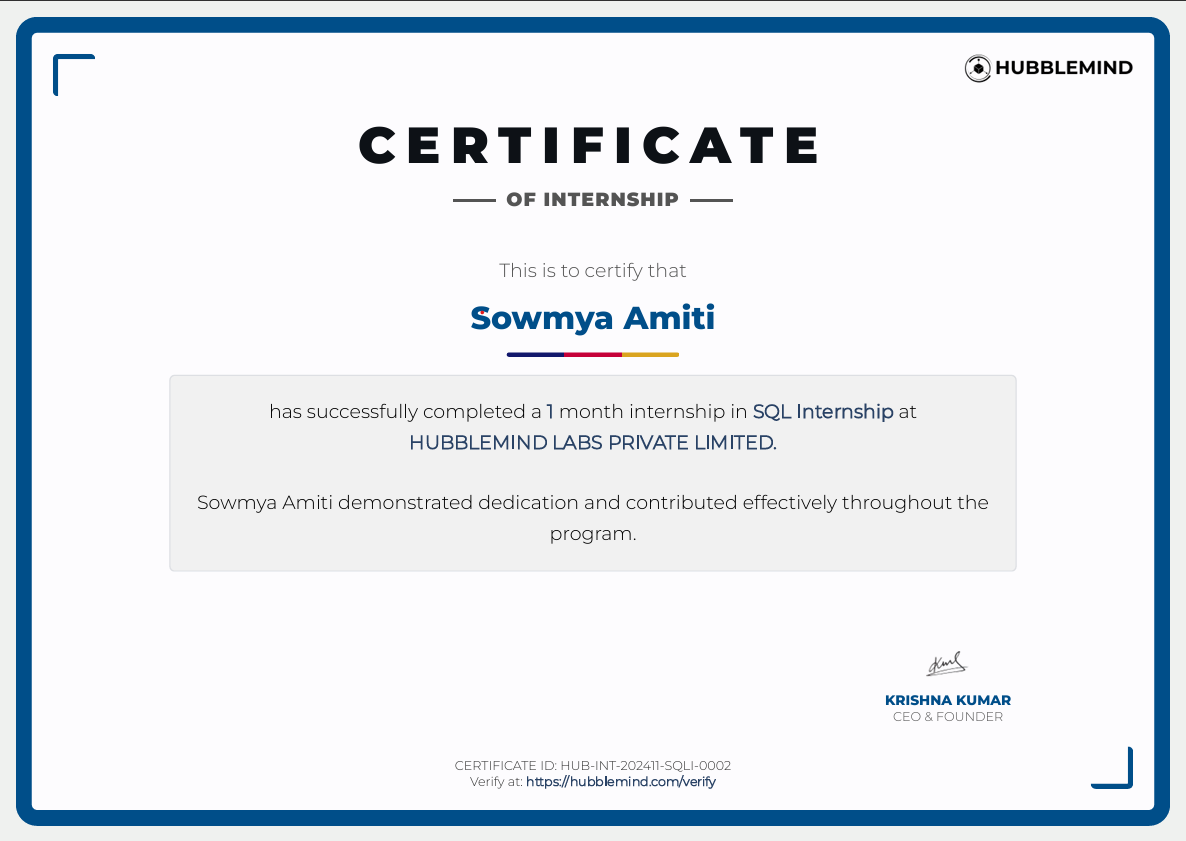 HUBBLEMIND
CERTIFICATE
OF INTERNSHIP
This is to certify that
Sowmya Amiti
has successfully completed a 1 month internship in SQL Internship at
HUBBLEMIND LABS PRIVATE LIMITED.
Sowmya Amiti demonstrated dedication and contributed effectively throughout the
program.
KRISHNA KUMAR
CEO & FOUNDER
CERTIFICATE ID: HUB-INT-202411-SQLI-0002
Verify at: https://hubblemind.com/verify